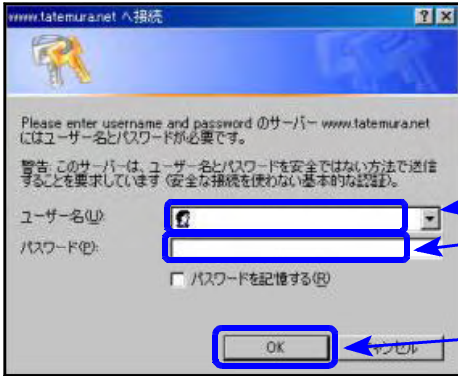 www.tatemura.net へ接続
Please enter username and password のサーバー www.tatemura.net
にはユーザー名とパスワードが必要です。
警告: このサーバーは、ユーザー名とパスワードを安全ではない方法で送信
することを要求しています (安全な接続を使わない基本的な認証)。
ユーザー名(U):
パスワード(P):
パスワードを記憶する(R)
OK
キャンセル